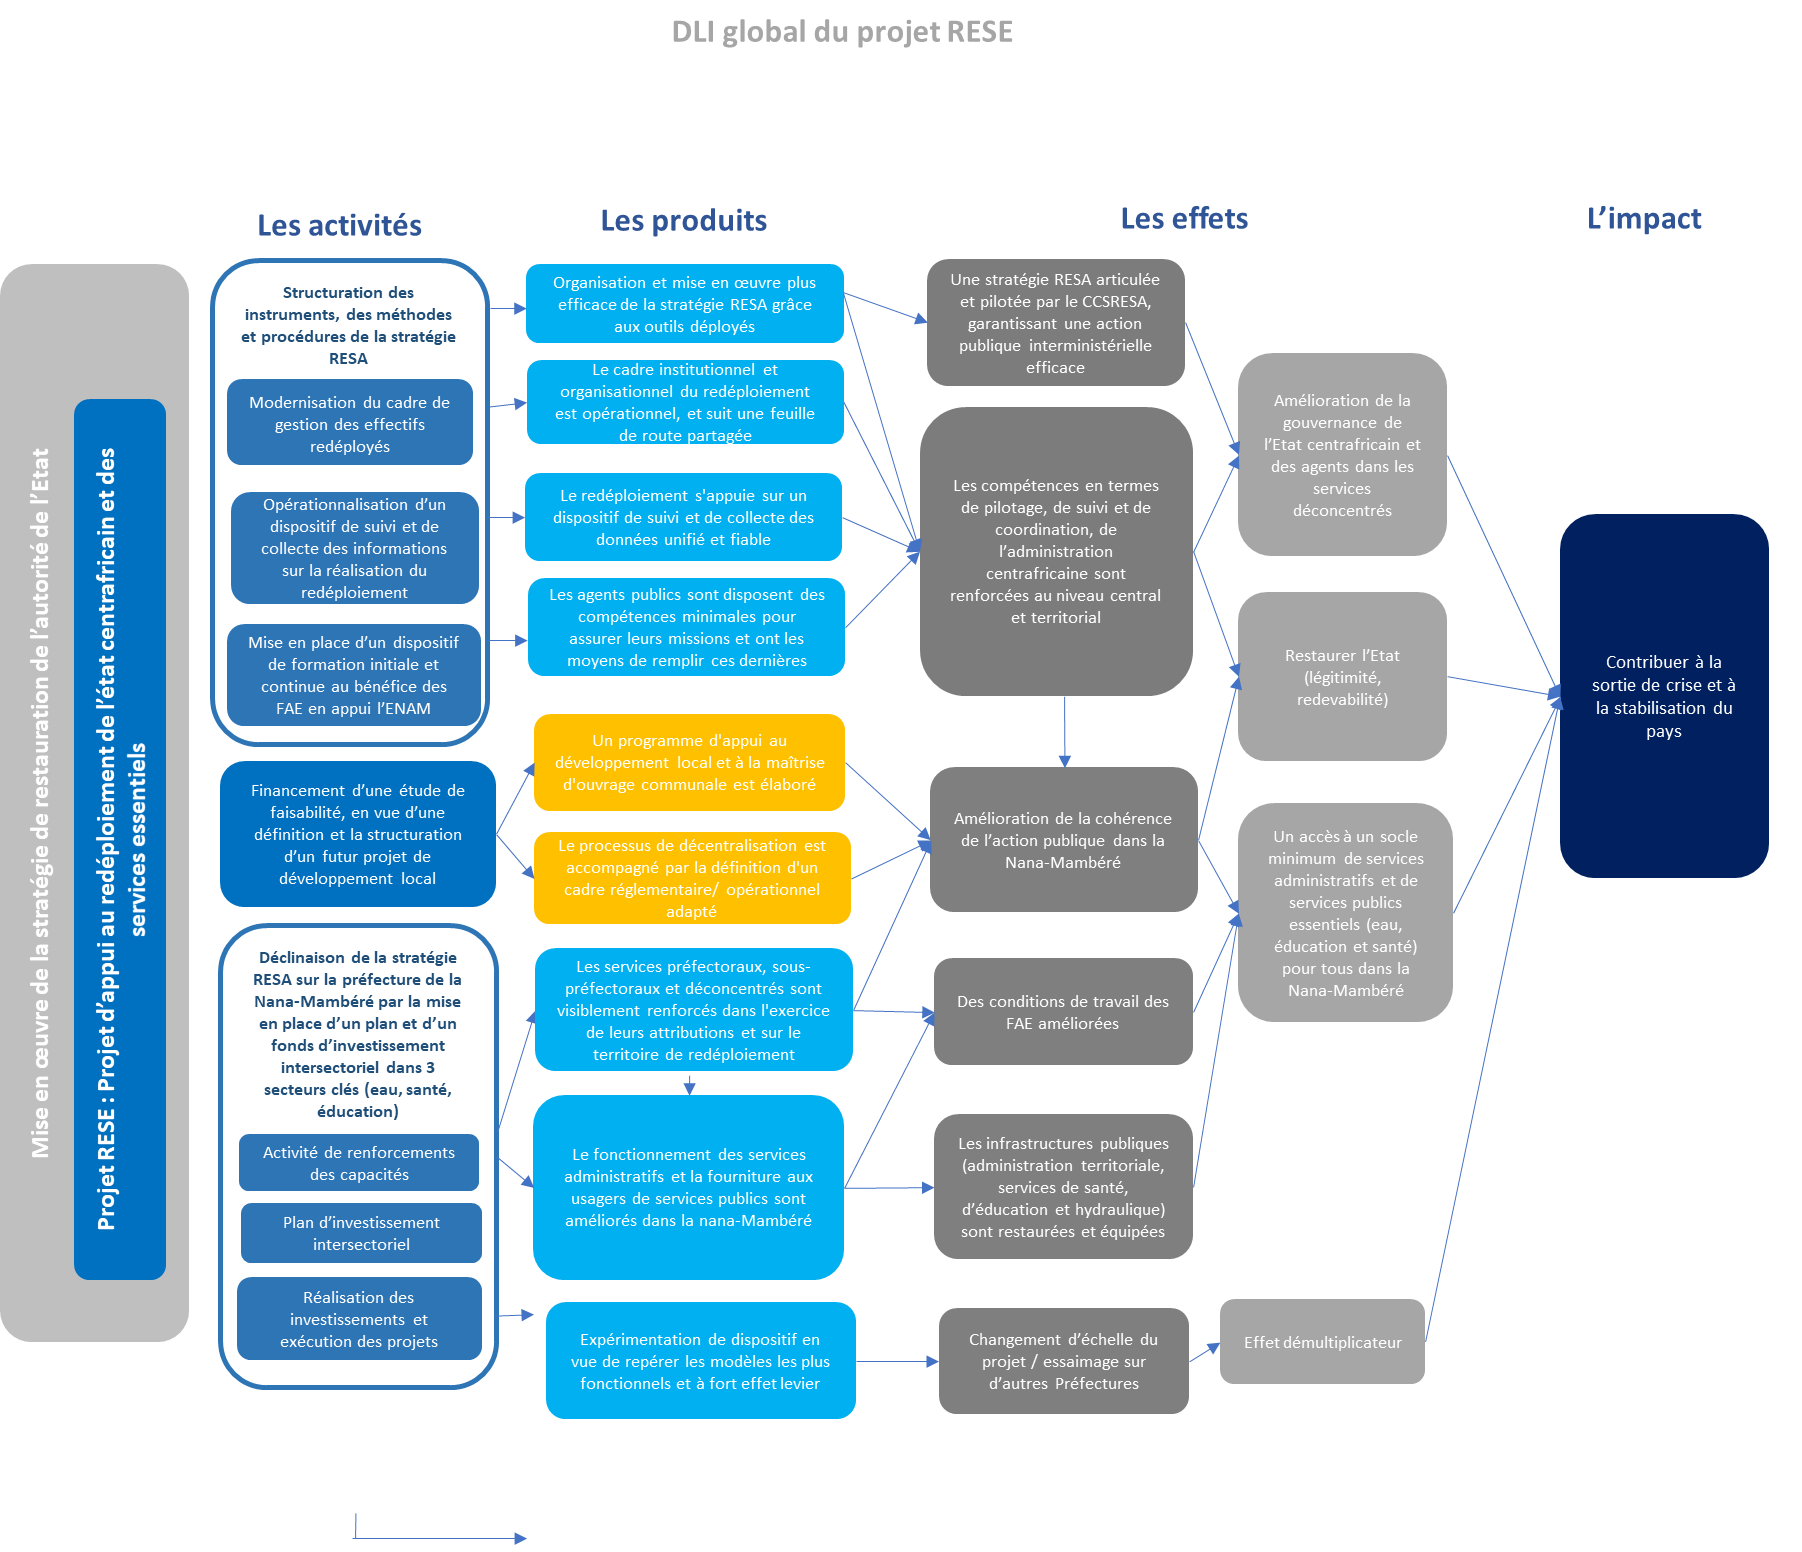 DLI global du projet RESE
Les activités
Les produits
Les effets
L’impact
Mise en œuvre de la stratégie de restauration de l’autorité de l’Etat
Projet RESE : Projet d’appui au redéploiement de l’état centrafricain et des
services essentiels
Structuration des
instruments, des méthodes
et procédures de la stratégie
RESA
Modernisation du cadre de
gestion des effectifs
redéployés
Opérationnalisation d’un
dispositif de suivi et de
collecte des informations
sur la réalisation du
redéploiement
Mise en place d’un dispositif
de formation initiale et
continue au bénéfice des
FAE en appui l’ENAM
Financement d’une étude de
faisabilité, en vue d’une
définition et la structuration
d’un futur projet de
développement local
Déclinaison de la stratégie
RESA sur la préfecture de la
Nana-Mambéré par la mise
en place d’un plan et d’un
fonds d’investissement
intersectoriel dans 3
secteurs clés (eau, santé,
éducation)
Activité de renforcements
des capacités
Plan d’investissement
intersectoriel
Réalisation des
investissements et
exécution des projets
Organisation et mise en œuvre plus
efficace de la stratégie RESA grâce
aux outils déployés
Le cadre institutionnel et
organisationnel du redéploiement
est opérationnel, et suit une feuille
de route partagée
Le redéploiement s'appuie sur un
dispositif de suivi et de collecte des
données unifié et fiable
Les agents publics sont disposent des
compétences minimales pour
assurer leurs missions et ont les
moyens de remplir ces dernières
Un programme d'appui au
développement local et à la maîtrise
d'ouvrage communale est élaboré
Le processus de décentralisation est
accompagné par la définition d'un
cadre réglementaire/ opérationnel
adapté
Les services préfectoraux, sous-
préfectoraux et déconcentrés sont
visiblement renforcés dans l'exercice
de leurs attributions et sur le
territoire de redéploiement
Le fonctionnement des services
administratifs et la fourniture aux
usagers de services publics sont
améliorés dans la nana-Mambéré
Expérimentation de dispositif en
vue de repérer les modèles les plus
fonctionnels et à fort effet levier
Une stratégie RESA articulée
et pilotée par le CCSRESA,
garantissant une action
publique interministérielle
efficace
Les compétences en termes
de pilotage, de suivi et de
coordination, de
l’administration
centrafricaine sont
renforcées au niveau central
et territorial
Amélioration de la cohérence
de l’action publique dans la
Nana-Mambéré
Des conditions de travail des
FAE améliorées
Les infrastructures publiques
(administration territoriale,
services de santé,
d’éducation et hydraulique)
sont restaurées et équipées
Changement d’échelle du
projet / essaimage sur
d’autres Préfectures
Amélioration de la
gouvernance de
l’Etat centrafricain et
des agents dans les
services
déconcentrés
Restaurer l’Etat
(légitimité,
redevabilité)
Un accès à un socle
minimum de services
administratifs et de
services publics
essentiels (eau,
éducation et santé)
pour tous dans la
Nana-Mambéré
Effet démultiplicateur
Contribuer à la
sortie de crise et à
la stabilisation du
pays